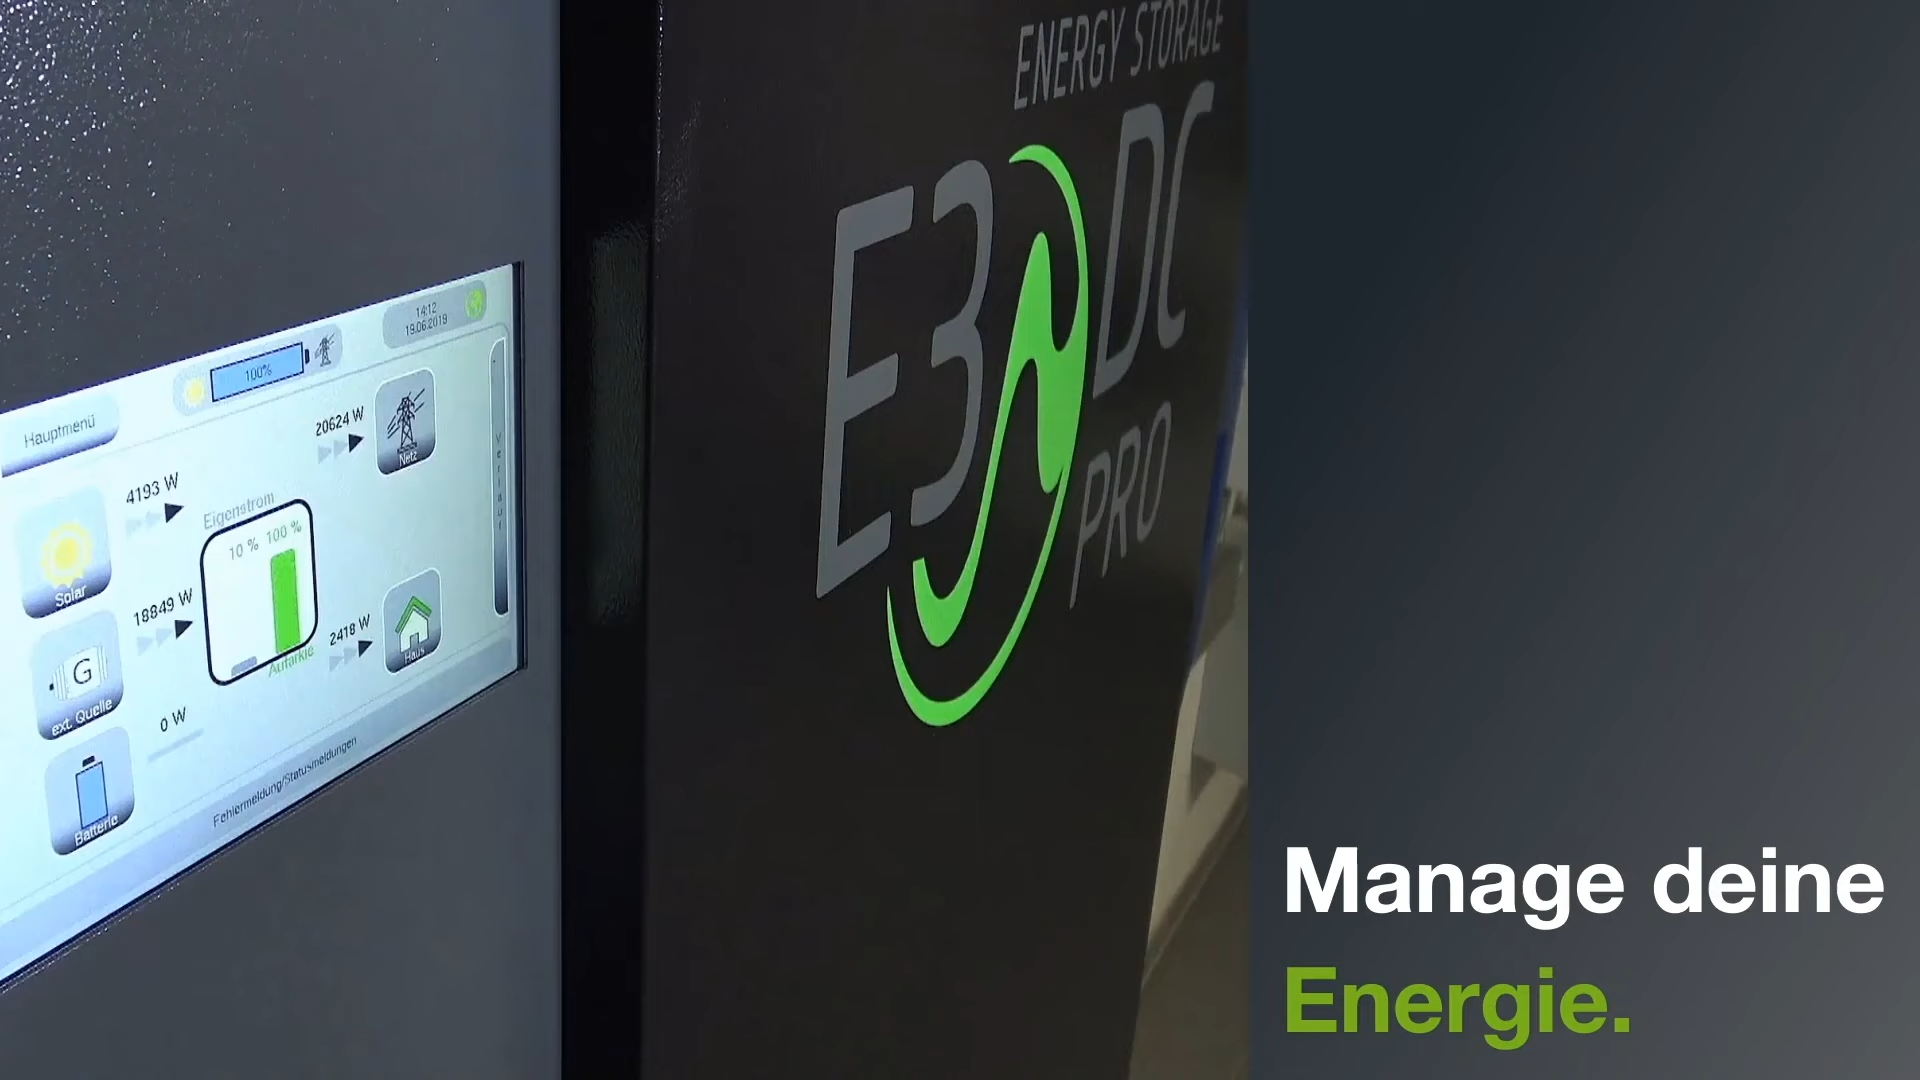 ENERGY STORAGE
E3DC
PRO
14:12
19.06.2019
100%
Hauptmenü
20624 W
Netz
Verlauf
4193 W
Solar
Eigenstrom
10 % 100 %
Autarkie
18849 W
G
ext. Quelle
2418 W
Haus
0 W
Batterie
Fehlermeldung/Statusmeldungen
Manage deine
Energie.